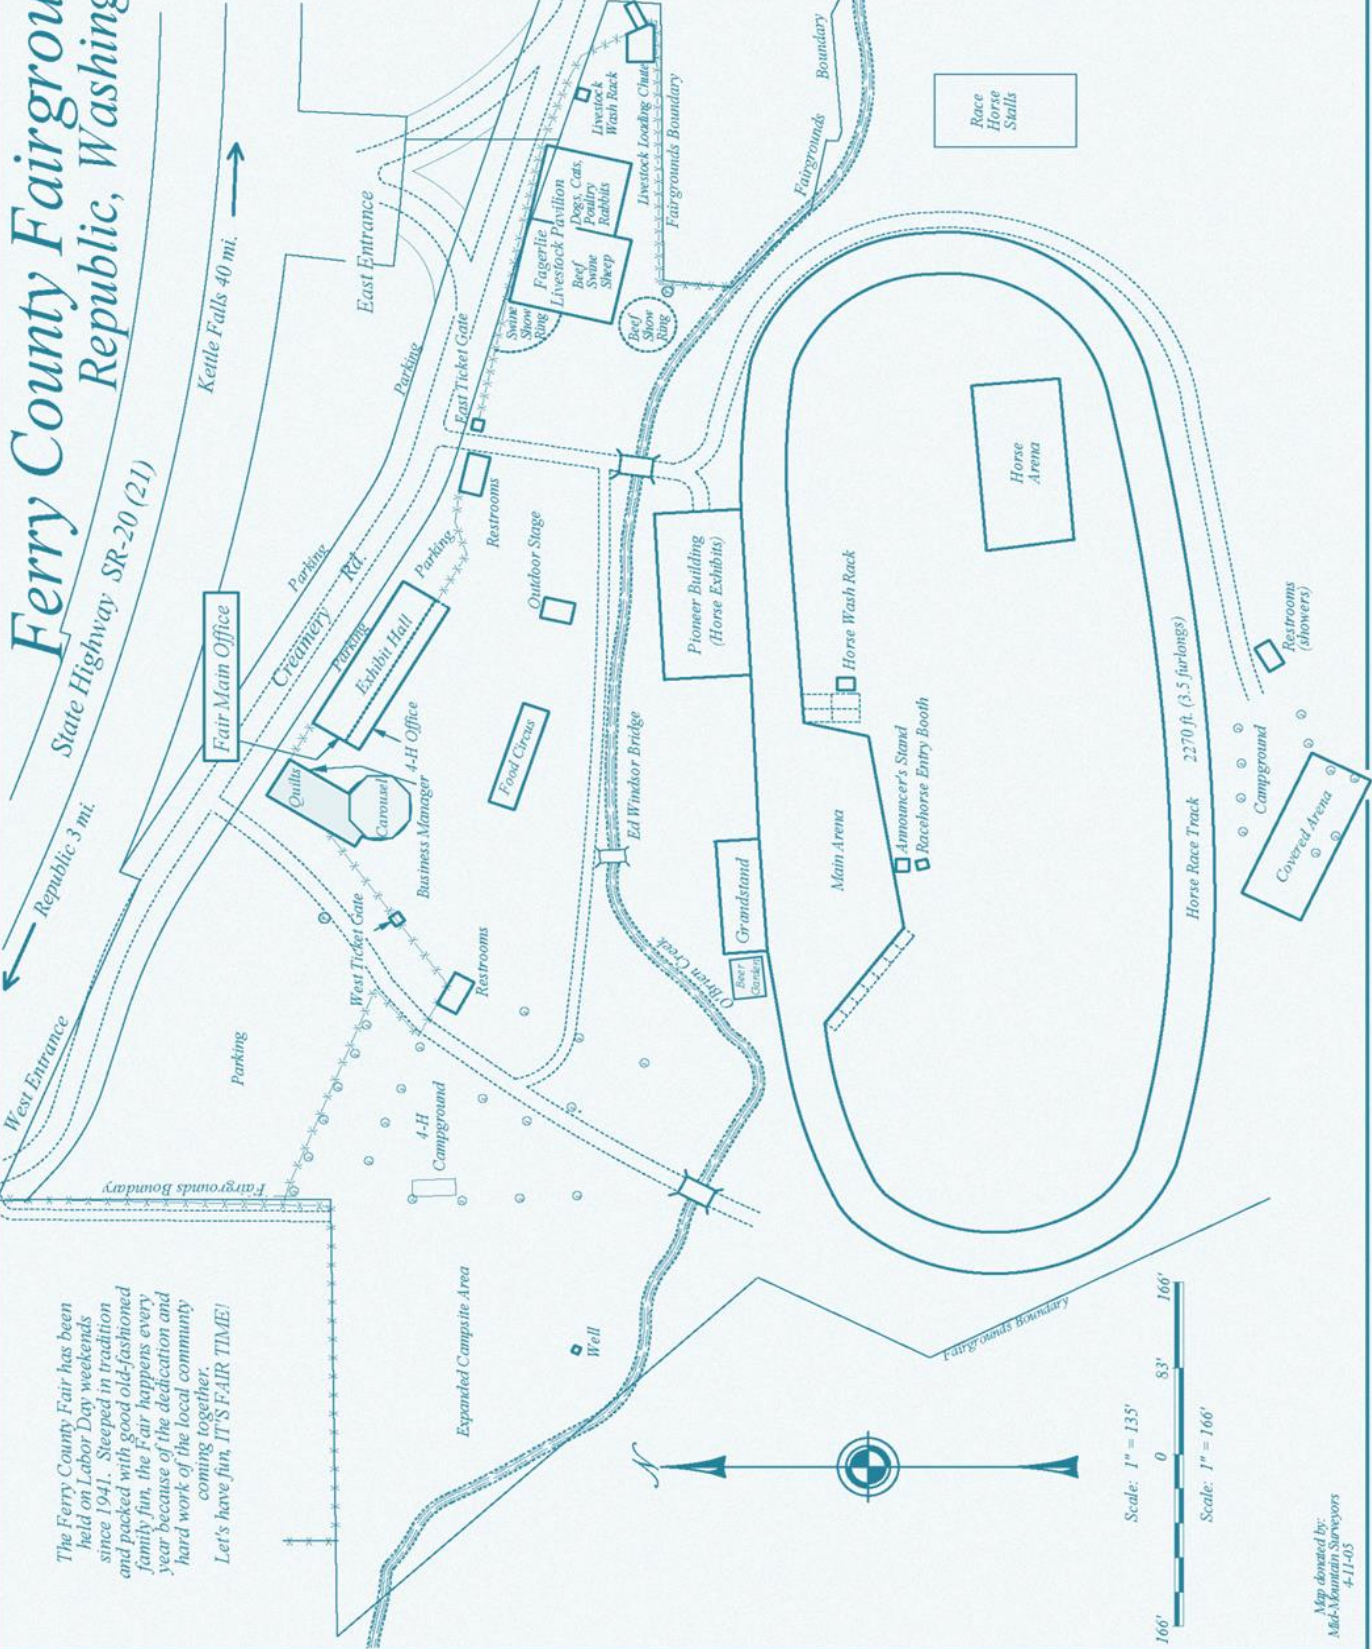 Ferry County Fairgrou
Republic, Washing
State Highway SR-20 (21)
Republic 3 mi.
Kettle Falls 40 mi.
West Entrance
East Entrance
Fair Main Office
Creamery Rd.
Parking
Parking
Parking
Parking
Parking
Fairgrounds Boundary
The Ferry County Fair has been
held on Labor Day weekends
since 1941. Steeped in tradition
and packed with good old-fashioned
family fun, the Fair happens every
year because of the dedication and
hard work of the local community
coming together.
Let's have fun, IT'S FAIR TIME!
Quilts
Carousel
Exhibit Hall
4-H Office
Business Manager
West Ticket Gate
Restrooms
4-H
Campground
Expanded Campsite Area
Well
Food Circus
Outdoor Stage
Restrooms
East Ticket Gate
Swine
Show
Ring
Fagerlie
Livestock Pavilion
Beef
Swine
Sheep
Dogs, Cats,
Poultry
Rabbits
Beef
Show
Ring
Livestock
Wash Rack
Livestock Loading Chute
Fairgrounds Boundary
Fairgrounds
Boundary
Ed Windsor Bridge
O'Brien Creek
Pioneer Building
(Horse Exhibits)
Grandstand
Beer
Garden
Main Arena
Horse Wash Rack
Announcer's Stand
Racehorse Entry Booth
Horse
Arena
Race
Horse
Stalls
Horse Race Track 2270 ft. (3.5 furlongs)
Restrooms
(showers)
Campground
Covered Arena
Fairgrounds Boundary
N
Scale: 1" = 135'
166' 0 83' 166'
Scale: 1" = 166'
Map donated by:
Mid-Mountain Surveyors
4-11-05